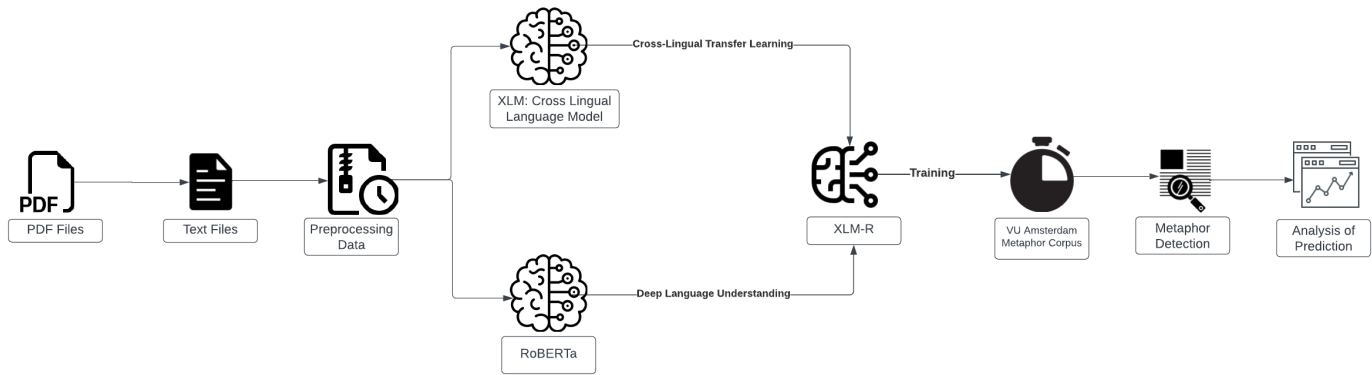 PDF
PDF Files
Text Files
Preprocessing
Data
XLM: Cross Lingual
Language Model
Cross-Lingual Transfer Learning
RoBERTa
Deep Language Understanding
XLM-R
Training
VU Amsterdam
Metaphor Corpus
Metaphor
Detection
Analysis of
Prediction